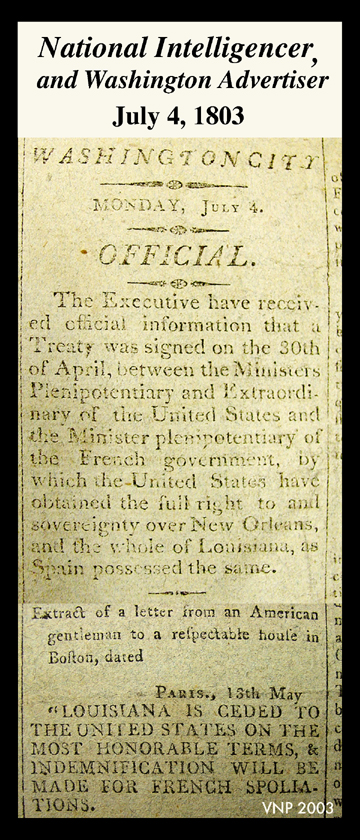 National Intelligencer,
and Washington Advertiser
July 4, 1803
WASHINGTON CITY
MONDAY, JULY 4.
OFFICIAL.
The Executive have receiv-
ed official information that a
Treaty was signed on the 30th
of April, between the Ministers
Plenipotentiary and Extraordi-
nary of the United States and
the Minister plenipotentiary of
the French government, by
which the United States have
obtained the full right to and
sovereignty over New Orleans,
and the whole of Louisiana, as
Spain possessed the same.
Extract of a letter from an American
gentleman to a reſpectable houſe in
Boſton, dated
PARIS., 13th May
"LOUISIANA IS CEDED TO
THE UNITED STATES ON THE
MOST HONORABLE TERMS, &
INDEMNIFICATION WILL BE
MADE FOR FRENCH SPOLIA-
TIONS.
VNP 2003